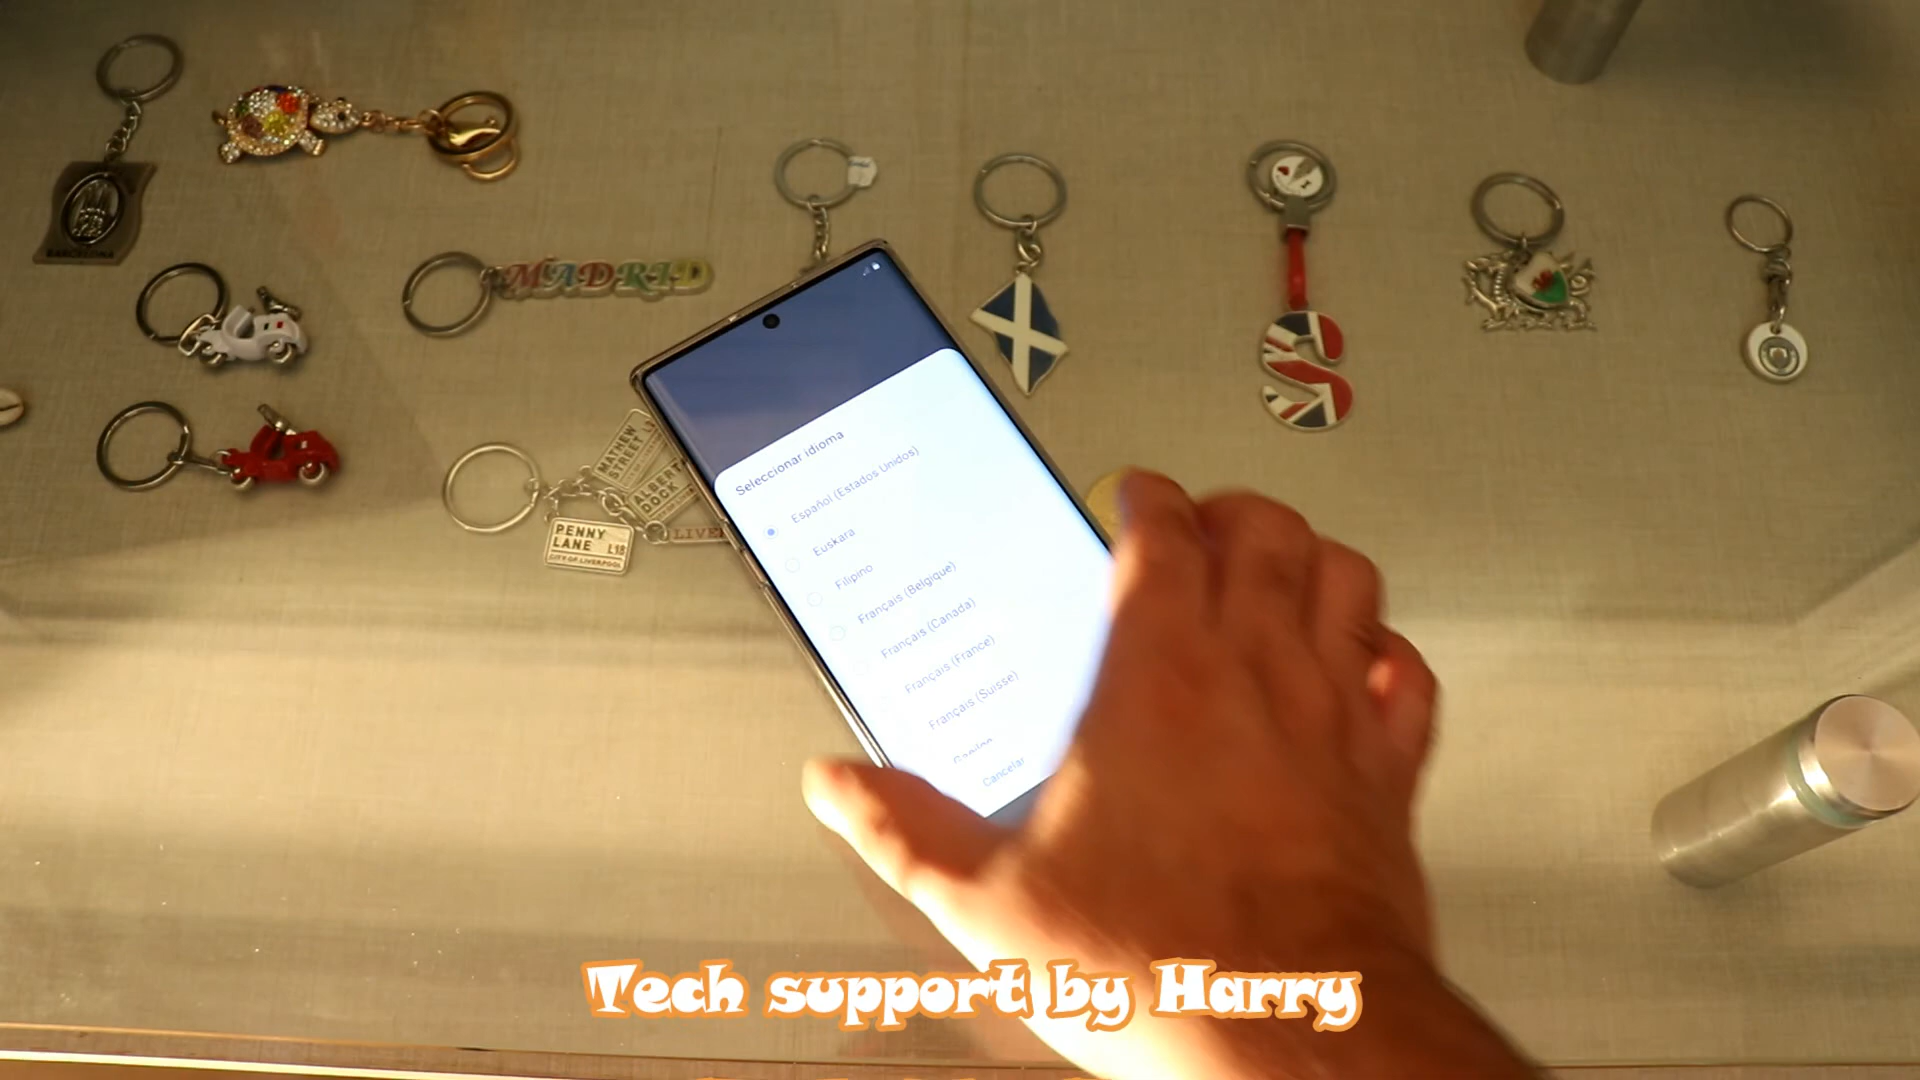 BARCELONA
MADRID
MATHEW
STREET
ALBERT
DOCK
PENNY
LANE L18
CITY OF LIVERPOOL
S
Seleccionar idioma
Español (Estados Unidos)
Euskara
Filipino
Français (Belgique)
Français (Canada)
Français (France)
Français (Suisse)
Cancelar
Tech support by Harry